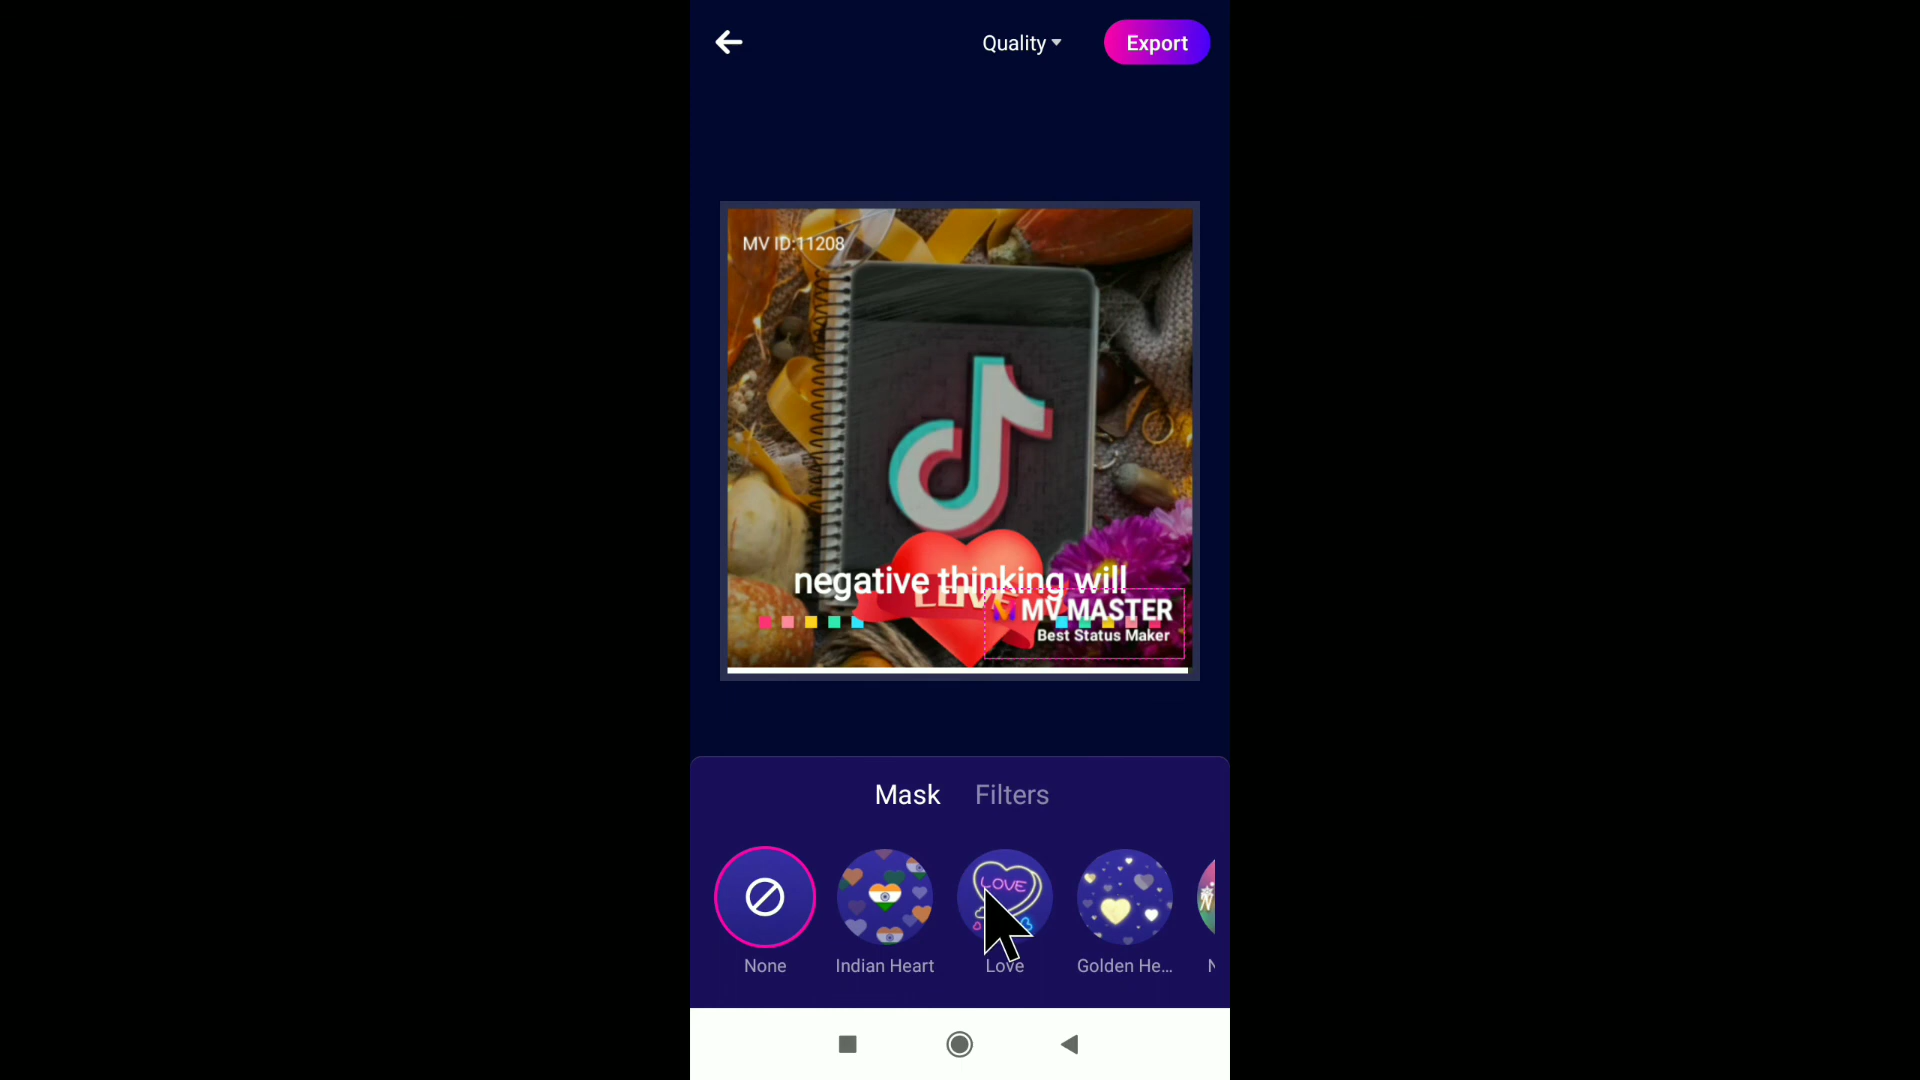 Quality
Export
MV ID:11208
negative thinking will
LOVE
MV MASTER
Best Status Maker
Mask
Filters
LOVE
None
Indian Heart
Love
Golden He...